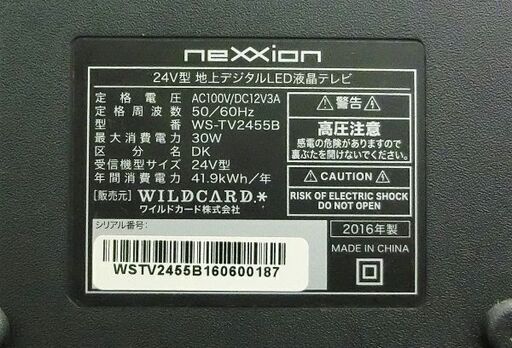 neXXion
24V型 地上デジタルLED液晶テレビ
定格電圧 AC100V/DC12V3A
定格周波数 50/60Hz
型番 WS-TV2455B
最大消費電力 30W
区分 DK
受信機型サイズ 24V型
年間消費電力 41.9kWh/年
[販売元] WILDCARD.*
ワイルドカード株式会社
シリアル番号:
WSTV2455B160600187
警告
高圧注意
感電の危険がありますので
裏ぶたを開けないでください。
CAUTION
RISK OF ELECTRIC SHOCK
DO NOT OPEN
2016年製
MADE IN CHINA